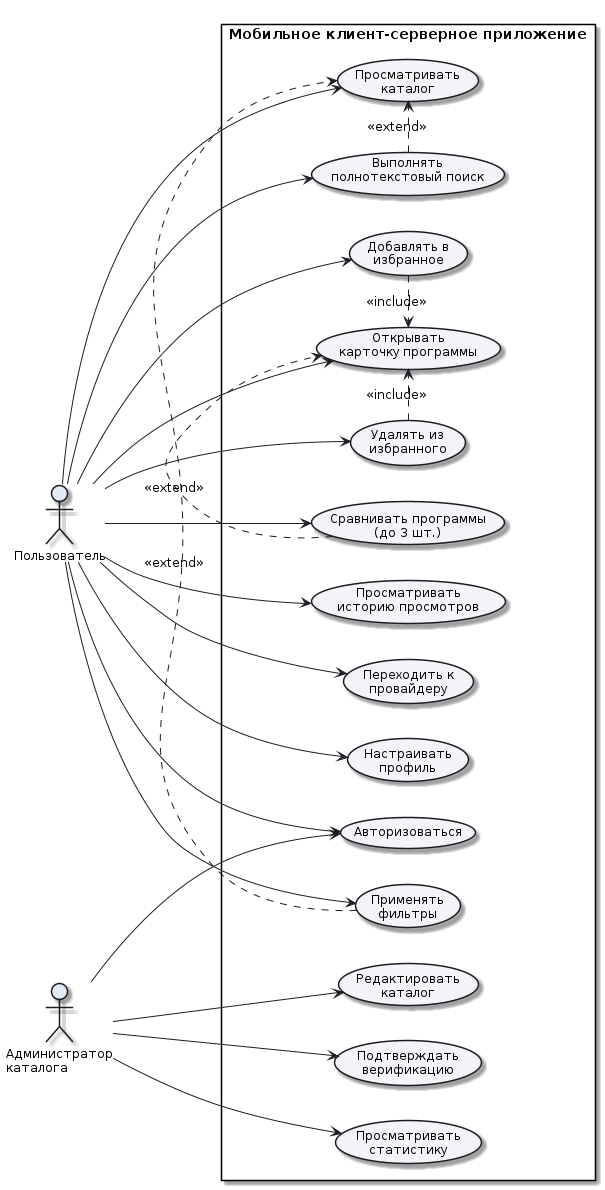 Мобильное клиент-серверное приложение
Просматривать
каталог
«extend»
Выполнять
полнотекстовый поиск
Добавлять в
избранное
«include»
Открывать
карточку программы
«include»
Удалять из
избранного
«extend»
Сравнивать программы
(до 3 шт.)
Пользователь
«extend»
Просматривать
историю просмотров
Переходить к
провайдеру
Настраивать
профиль
Авторизоваться
Применять
фильтры
Редактировать
каталог
Администратор
каталога
Подтверждать
верификацию
Просматривать
статистику